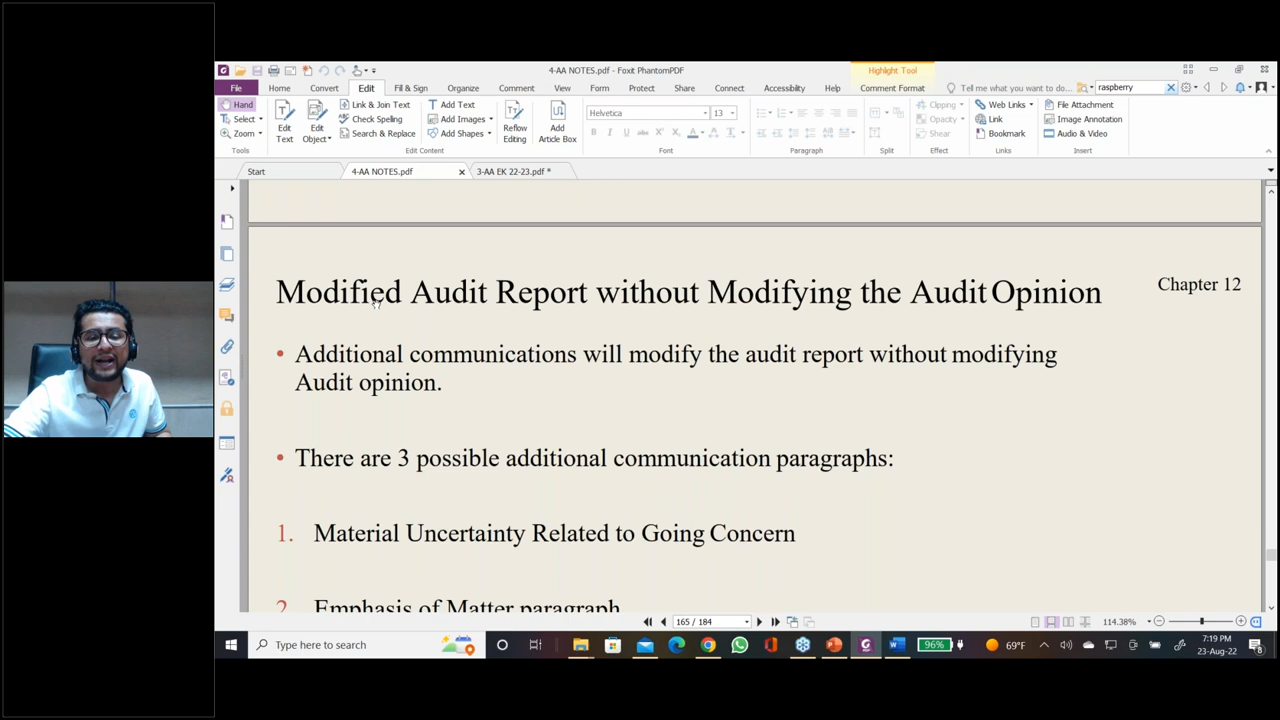 4-AA NOTES.pdf - Foxit PhantomPDF
Highlight Tool
File Home Convert Edit Fill & Sign Organize Comment View Form Protect Share Connect Accessibility Help Comment Format Tell me what you want to do... raspberry
Hand
Select
Zoom
Tools
Edit Text
Edit Object
Link & Join Text
Check Spelling
Search & Replace
Add Text
Add Images
Add Shapes
Edit Content
Reflow Editing
Add Article Box
Helvetica 13
Font
Paragraph
Split
Clipping
Opacity
Shear
Effect
Web Links
Link
Bookmark
Links
File Attachment
Image Annotation
Audio & Video
Insert
Start 4-AA NOTES.pdf 3-AA EK 22-23.pdf *
Modified Audit Report without Modifying the Audit Opinion
Chapter 12
• Additional communications will modify the audit report without modifying
Audit opinion.
• There are 3 possible additional communication paragraphs:
1. Material Uncertainty Related to Going Concern
2. Emphasis of Matter paragraph
165 / 184
114.38%
Type here to search
96%
69°F
7:19 PM
23-Aug-22